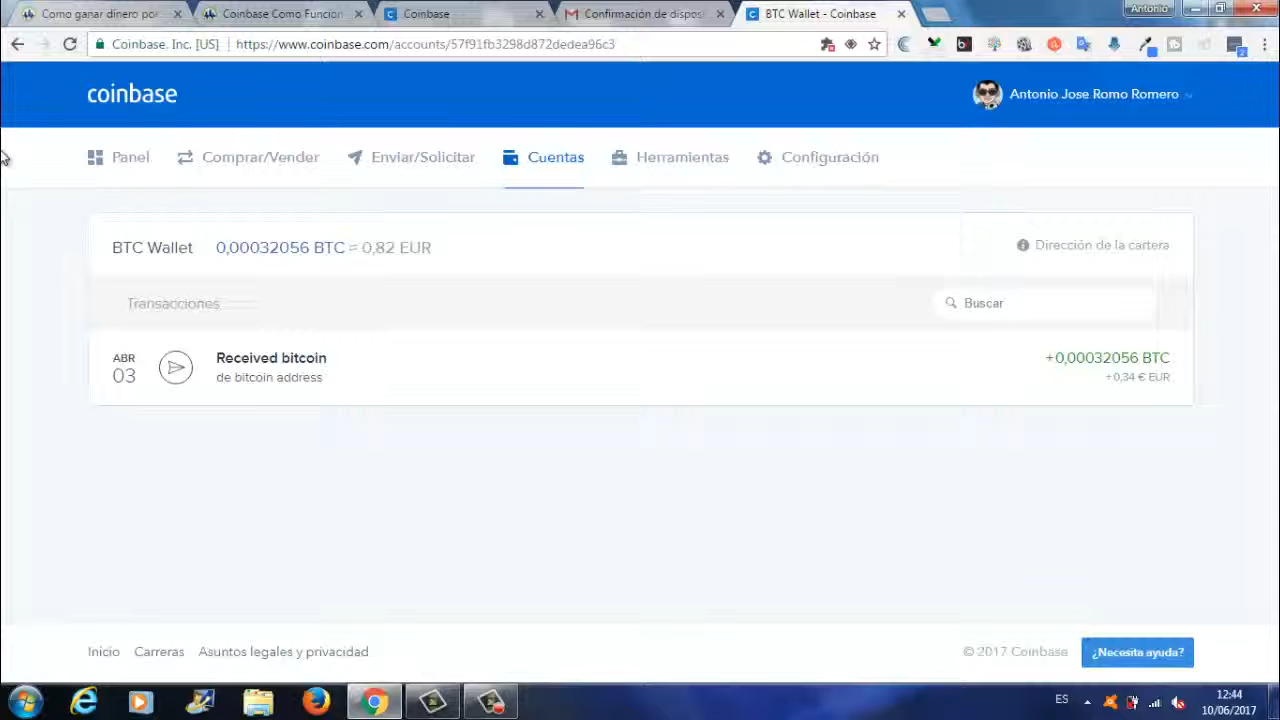 Como ganar dinero por
Coinbase Como Funcion
Coinbase
Confirmación de dispos
BTC Wallet - Coinbase
Antonio
Coinbase, Inc. [US]
https://www.coinbase.com/accounts/57f91fb3298d872dedea96c3
coinbase
Antonio Jose Romo Romero
Panel
Comprar/Vender
Enviar/Solicitar
Cuentas
Herramientas
Configuración
BTC Wallet
0,00032056 BTC = 0,82 EUR
Dirección de la cartera
Transacciones
Buscar
ABR
03
Received bitcoin
de bitcoin address
+0,00032056 BTC
+0,34 € EUR
Inicio
Carreras
Asuntos legales y privacidad
© 2017 Coinbase
¿Necesita ayuda?
ES
12:44
10/06/2017